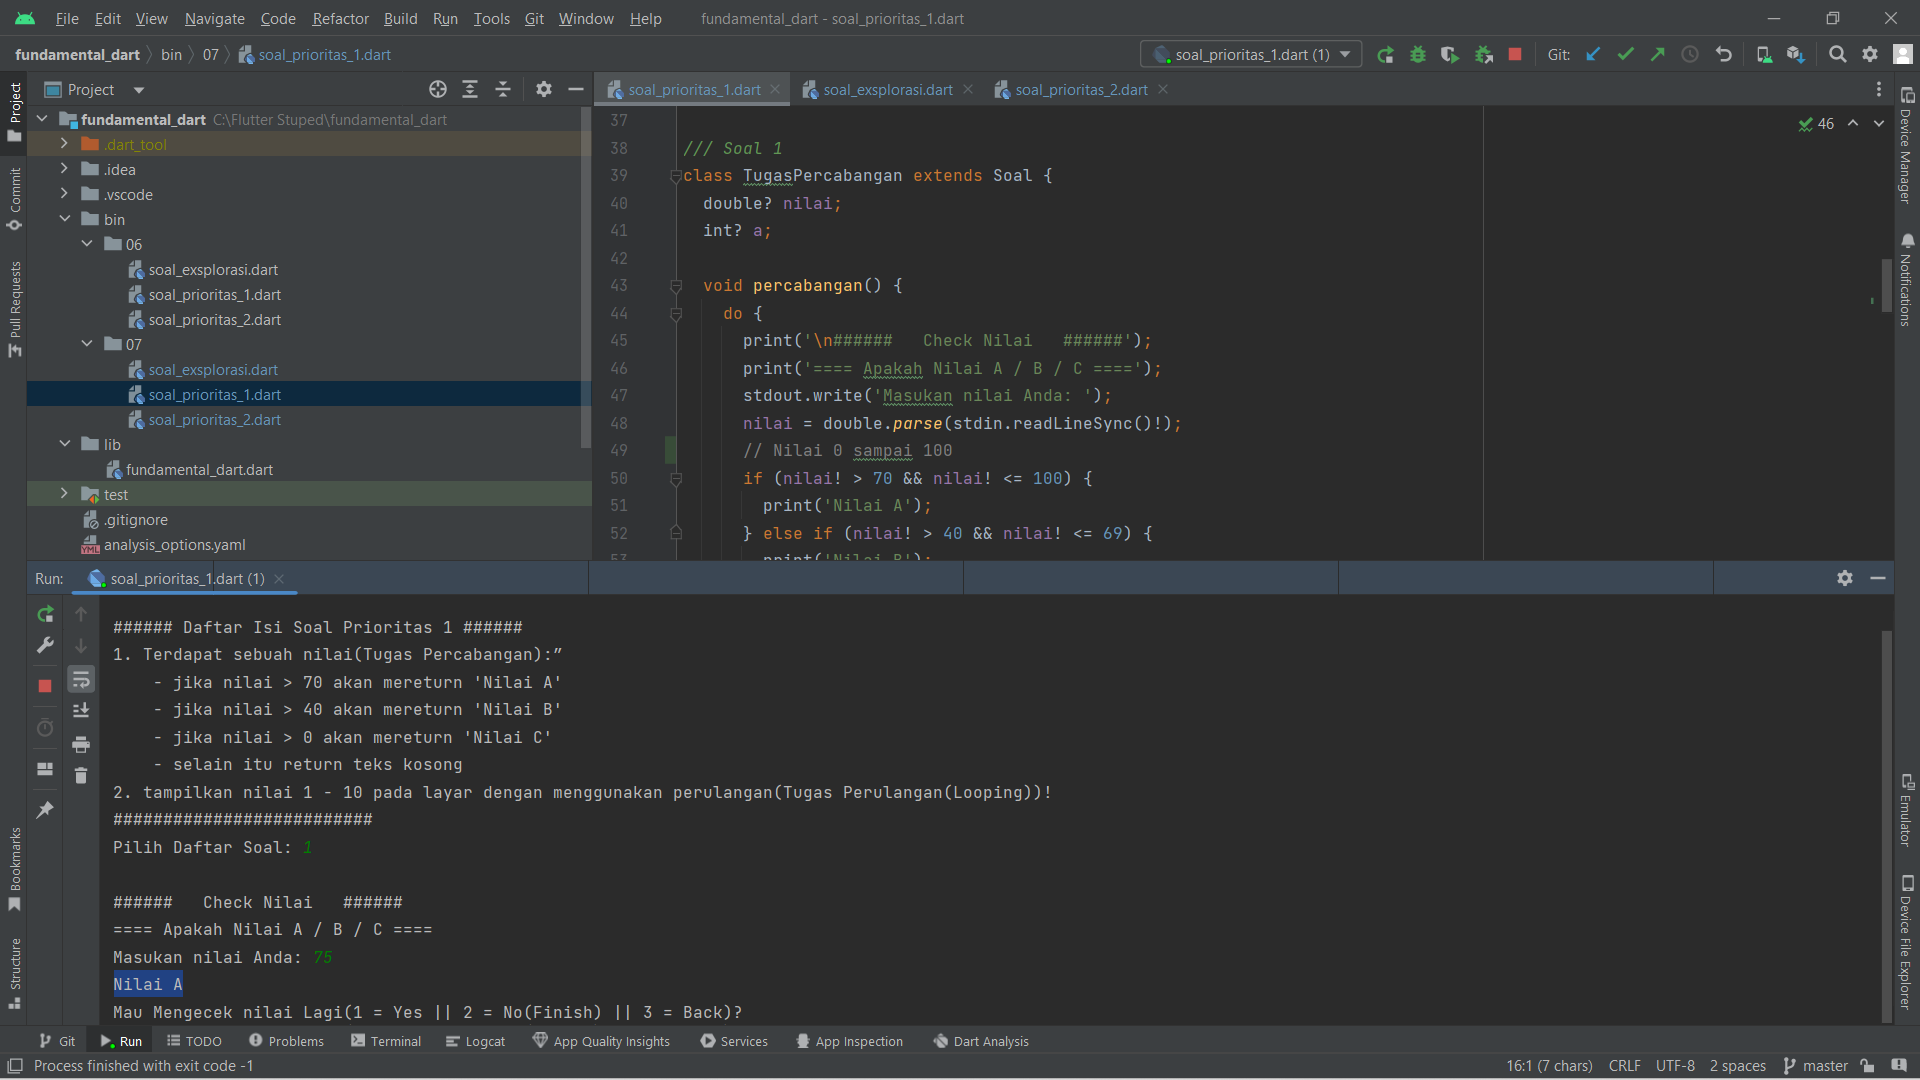 File Edit View Navigate Code Refactor Build Run Tools Git Window Help fundamental_dart - soal_prioritas_1.dart
fundamental_dart bin 07 soal_prioritas_1.dart soal_prioritas_1.dart (1) Git:
Project
Commit
Pull Requests
Bookmarks
Structure
Project
fundamental_dart C:\Flutter Stuped\fundamental_dart
.dart_tool
.idea
.vscode
bin
06
soal_exsplorasi.dart
soal_prioritas_1.dart
soal_prioritas_2.dart
07
soal_exsplorasi.dart
soal_prioritas_1.dart
soal_prioritas_2.dart
lib
fundamental_dart.dart
test
.gitignore
analysis_options.yaml
soal_prioritas_1.dart soal_exsplorasi.dart soal_prioritas_2.dart
46
37
38 /// Soal 1
39 class TugasPercabangan extends Soal {
40 double? nilai;
41 int? a;
42
43 void percabangan() {
44 do {
45 print('\n######   Check Nilai   ######');
46 print('==== Apakah Nilai A / B / C ====');
47 stdout.write('Masukan nilai Anda: ');
48 nilai = double.parse(stdin.readLineSync()!);
49 // Nilai 0 sampai 100
50 if (nilai! > 70 && nilai! <= 100) {
51 print('Nilai A');
52 } else if (nilai! > 40 && nilai! <= 69) {
53 print('Nilai B');
Device Manager
Notifications
Emulator
Device File Explorer
Run: soal_prioritas_1.dart (1)
###### Daftar Isi Soal Prioritas 1 ######
1. Terdapat sebuah nilai(Tugas Percabangan):”
- jika nilai > 70 akan mereturn 'Nilai A'
- jika nilai > 40 akan mereturn 'Nilai B'
- jika nilai > 0 akan mereturn 'Nilai C'
- selain itu return teks kosong
2. tampilkan nilai 1 - 10 pada layar dengan menggunakan perulangan(Tugas Perulangan(Looping))!
##########################
Pilih Daftar Soal: 1
######   Check Nilai   ######
==== Apakah Nilai A / B / C ====
Masukan nilai Anda: 75
Nilai A
Mau Mengecek nilai Lagi(1 = Yes || 2 = No(Finish) || 3 = Back)?
Git Run TODO Problems Terminal Logcat App Quality Insights Services App Inspection Dart Analysis
Process finished with exit code -1 16:1 (7 chars) CRLF UTF-8 2 spaces master